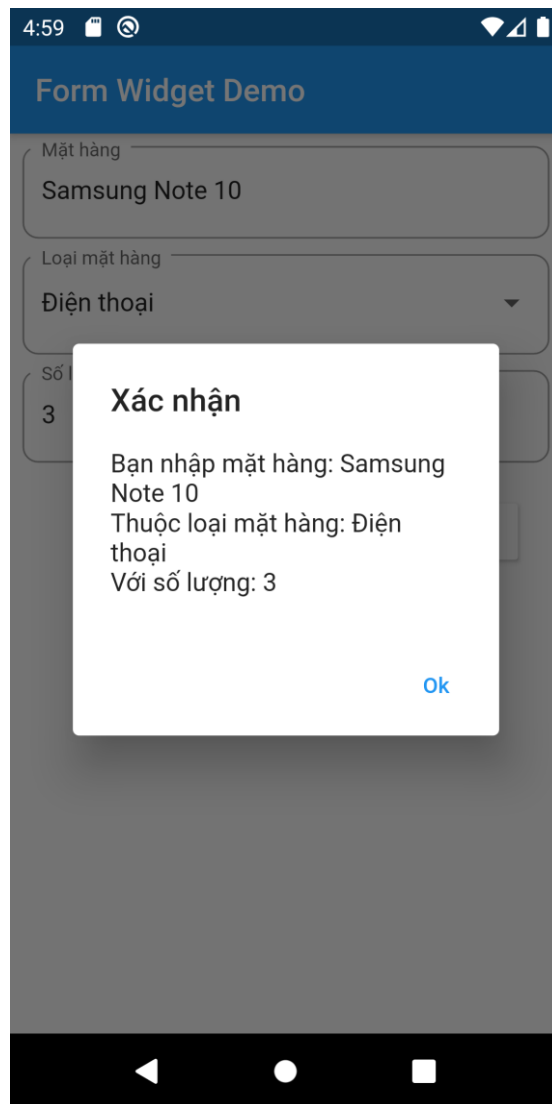 4:59
Form Widget Demo
Mặt hàng
Samsung Note 10
Loại mặt hàng
Điện thoại
Số l
3
Xác nhận
Bạn nhập mặt hàng: Samsung
Note 10
Thuộc loại mặt hàng: Điện
thoại
Với số lượng: 3
Ok